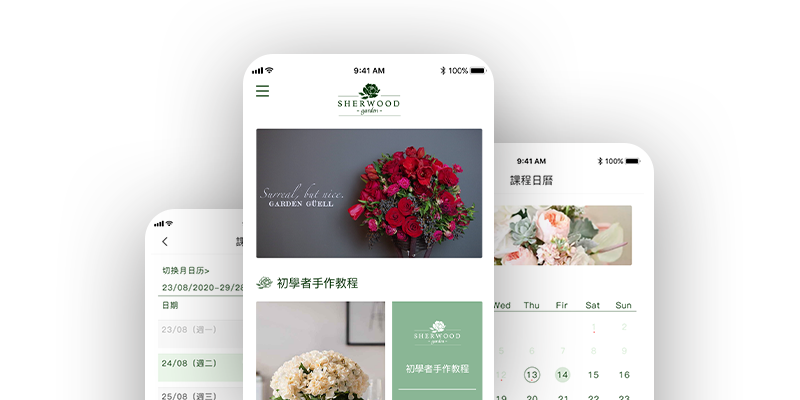 9:41 AM
100%
SHERWOOD
garden
Surreal, but nice.
GARDEN GÜELL
初學者手作教程
SHERWOOD
garden
初學者手作教程
切换月日历>
23/08/2020-29/28
日期
23/08（週一）
24/08（週二）
25/08（週三）
9:41 AM
100%
課程日曆
Wed Thu Fir Sat Sun
1 2
5 6 7 8 9
12 13 14 15 16
19 20 21 22 23